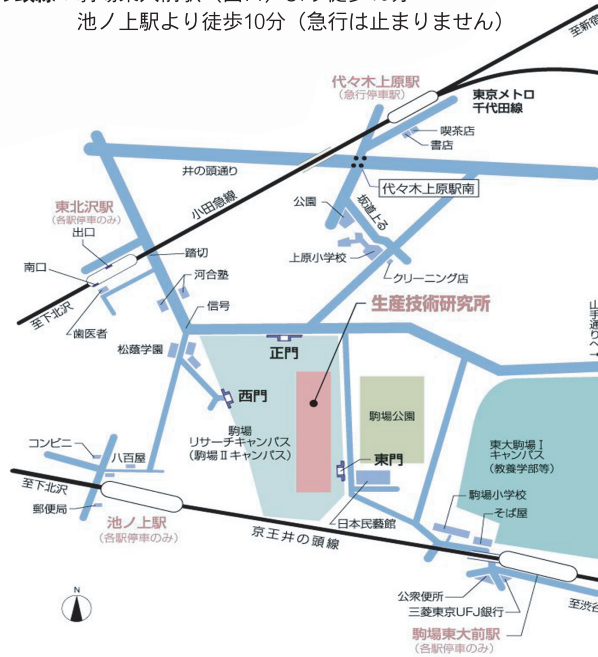 池ノ上駅より徒歩10分（急行は止まりません）
至新宿
代々木上原駅
（急行停車駅）
東京メトロ
千代田線
喫茶店
書店
井の頭通り
代々木上原駅南
小田急線
公園
坂道上る
東北沢駅
（各駅停車のみ）
出口
上原小学校
踏切
南口
河合塾
クリーニング店
至下北沢
信号
生産技術研究所
山手通りへ→
歯医者
松蔭学園
正門
西門
駒場公園
駒場
リサーチキャンパス
（駒場Ⅱキャンパス）
東大駒場Ⅰ
キャンパス
（教養学部等）
コンビニ
八百屋
東門
至下北沢
駒場小学校
郵便局
そば屋
池ノ上駅
（各駅停車のみ）
日本民藝館
京王井の頭線
公衆便所
三菱東京UFJ銀行
至渋谷
N
駒場東大前駅
（各駅停車のみ）